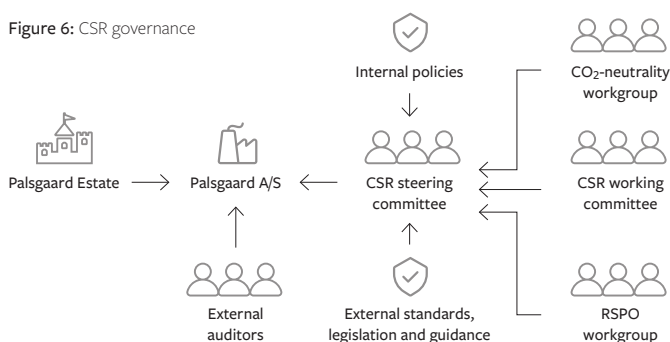 Figure 6: CSR governance
Internal policies
CO₂-neutrality
workgroup
Palsgaard Estate
Palsgaard A/S
CSR steering
committee
CSR working
committee
External
auditors
External standards,
legislation and guidance
RSPO
workgroup